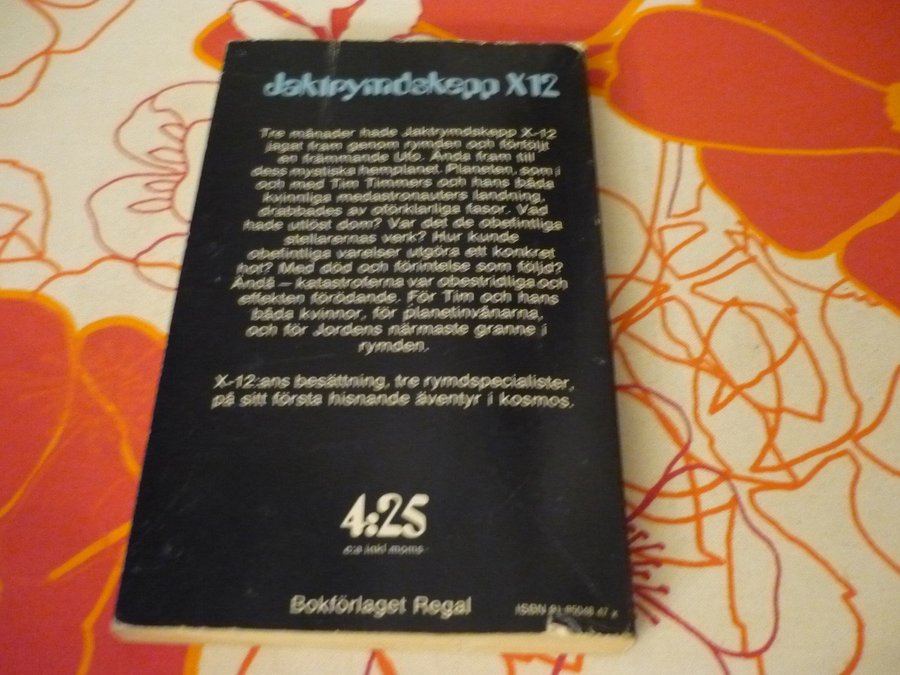 Jaktrymdskepp X12
Tre månader hade Jaktrymdskepp X-12
jagat fram genom rymden och förföljt
en främmande Ufo. Ända fram till
dess mystiska hemplanet. Planeten, som i
och med Tim Timmers och hans båda
kvinnliga medastronauters landning,
drabbades av oförklarliga fasor. Vad
hade utlöst dom? Var det de obefintliga
stellarernas verk? Hur kunde
obefintliga varelser utgöra ett konkret
hot? Med död och förintelse som följd?
Ändå – katastroferna var obestridliga och
effekten förödande. För Tim och hans
båda kvinnor, för planetinvånarna,
och för Jordens närmaste granne i
rymden.
X-12:ans besättning, tre rymdspecialister,
på sitt första hisnande äventyr i kosmos.
4:25
inkl moms
Bokförlaget Regal
ISBN